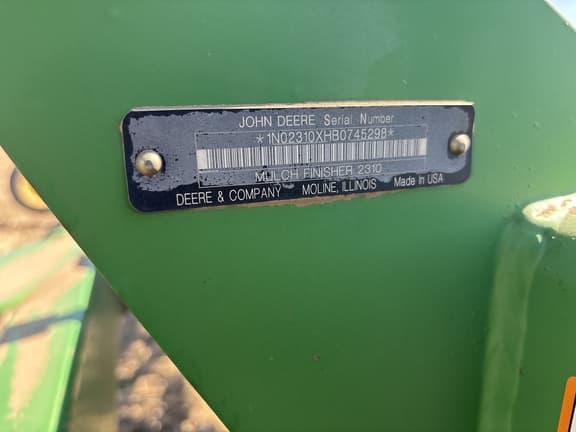 JOHN DEERE Serial Number
*1N02310XHB0745298*
MULCH FINISHER 2310
DEERE & COMPANY MOLINE, ILLINOIS Made In USA